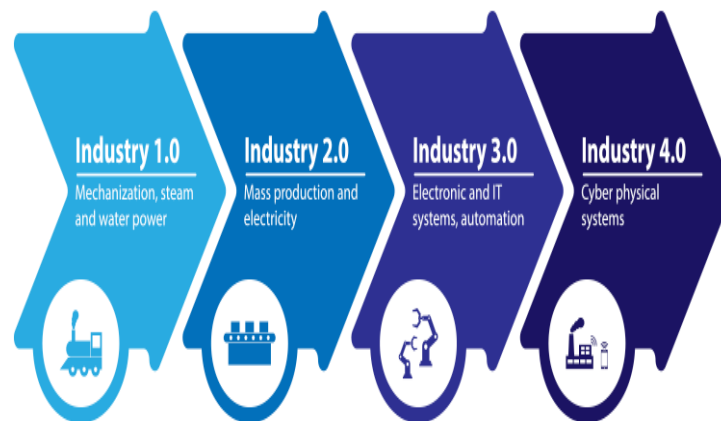 Industry 1.0
Mechanization, steam
and water power
Industry 2.0
Mass production and
electricity
Industry 3.0
Electronic and IT
systems, automation
Industry 4.0
Cyber physical
systems